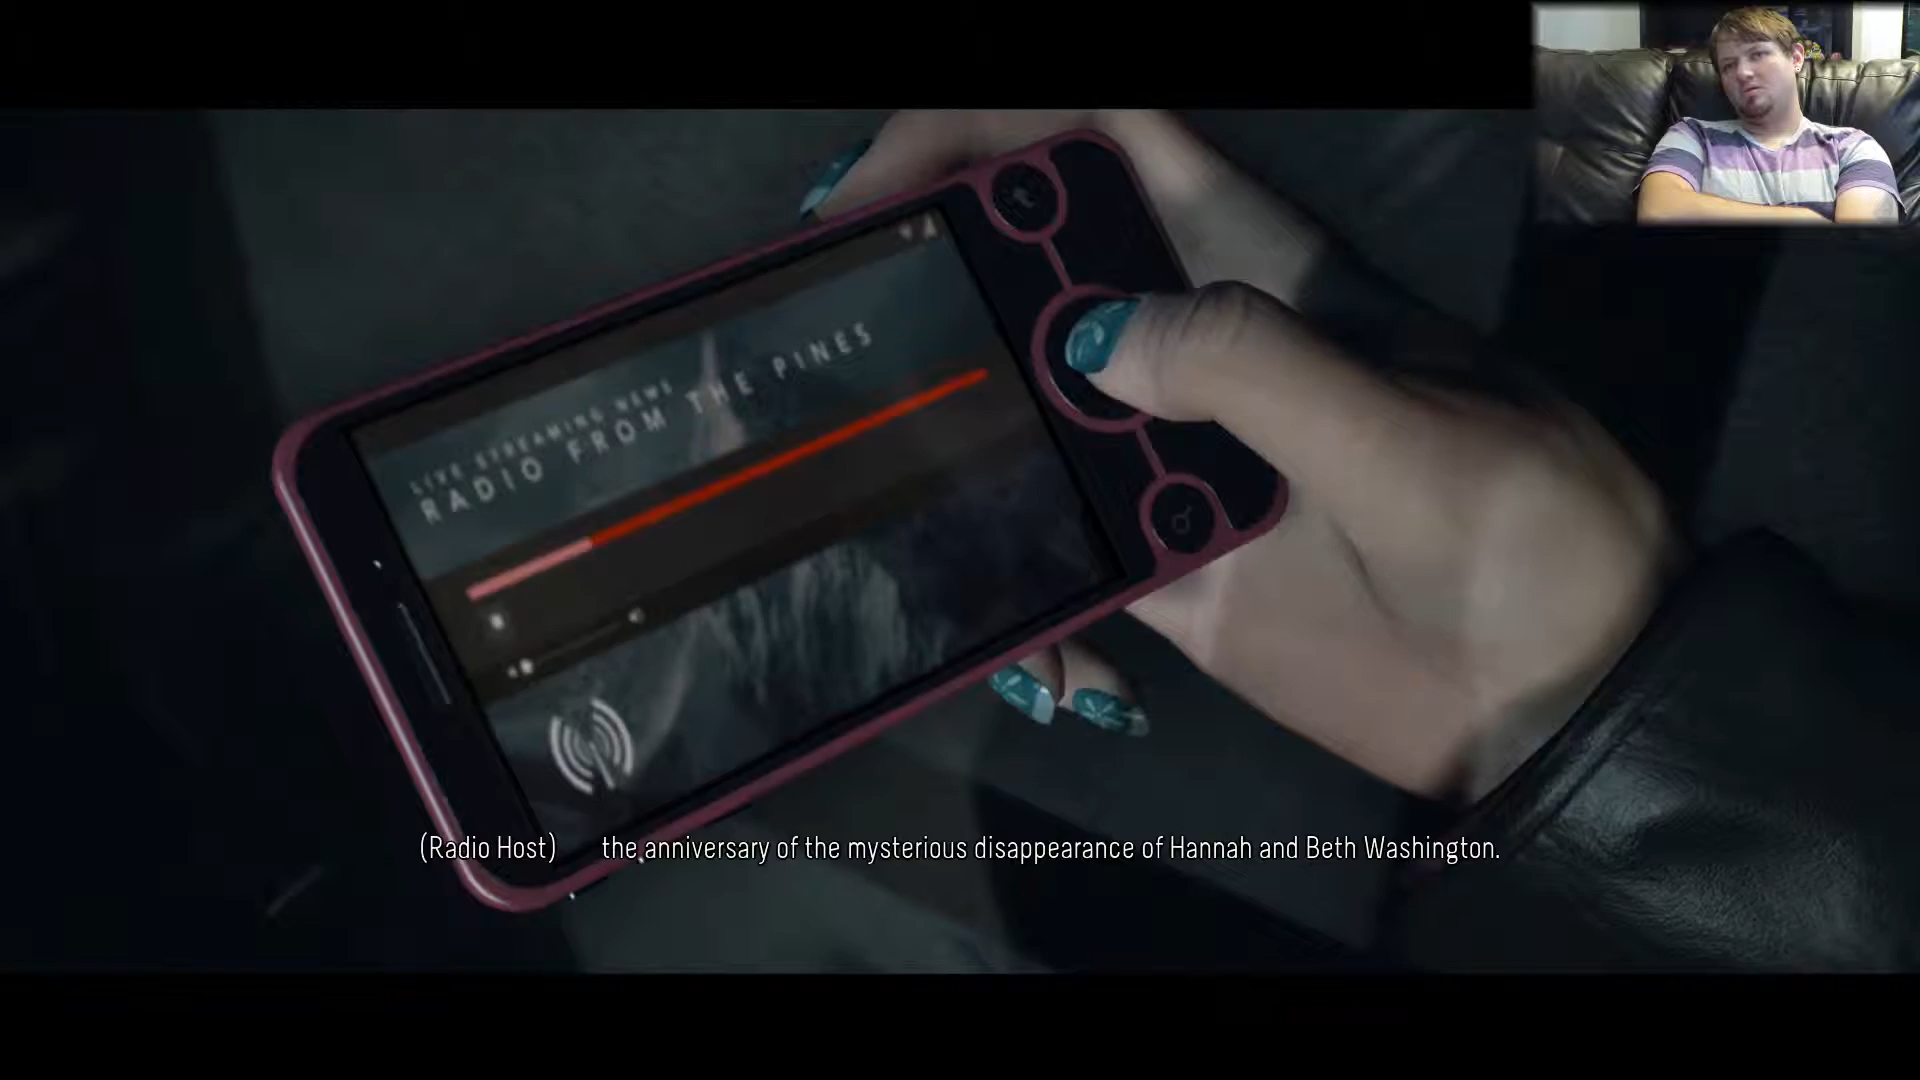 LIVE STREAMING NEWS
RADIO FROM THE PINES
(Radio Host) the anniversary of the mysterious disappearance of Hannah and Beth Washington.